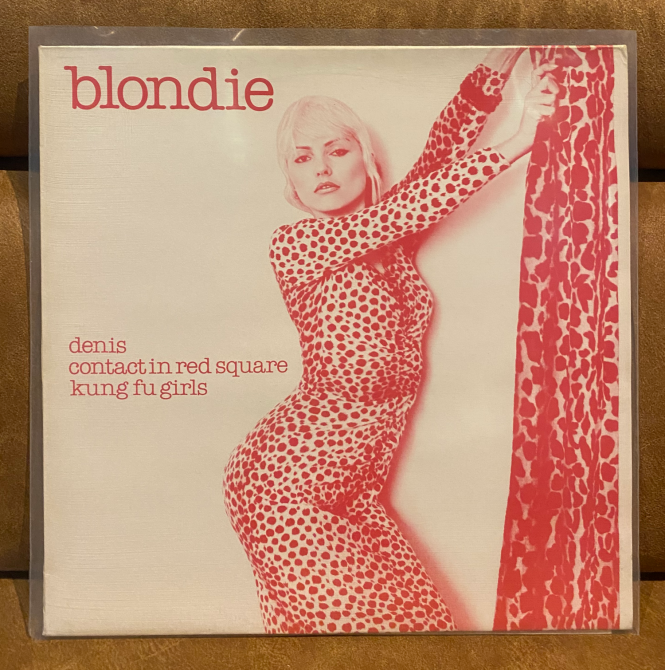 blondie
denis
contact in red square
kung fu girls